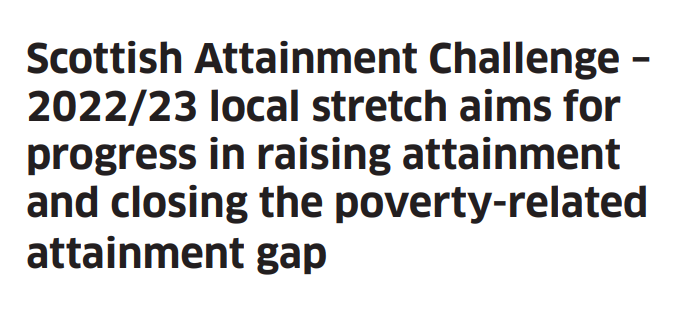 Scottish Attainment Challenge –
2022/23 local stretch aims for
progress in raising attainment
and closing the poverty-related
attainment gap